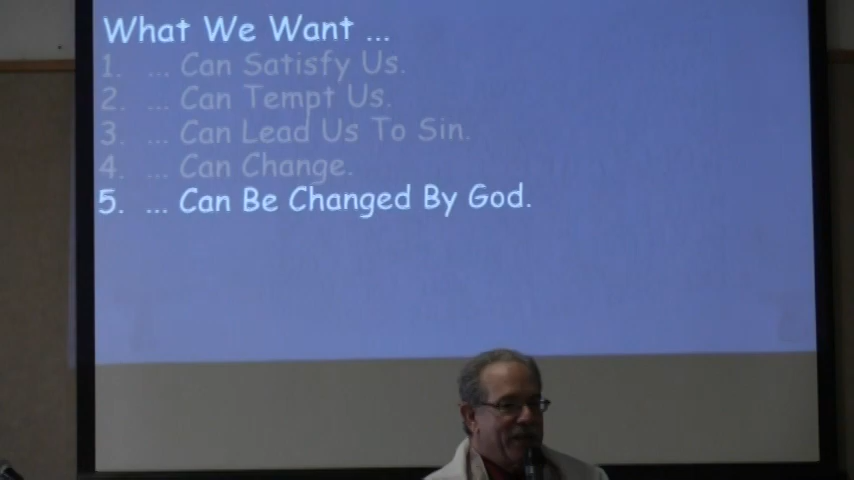 What We Want ...
1. ... Can Satisfy Us.
2. ... Can Tempt Us.
3. ... Can Lead Us To Sin.
4. ... Can Change.
5. ... Can Be Changed By God.